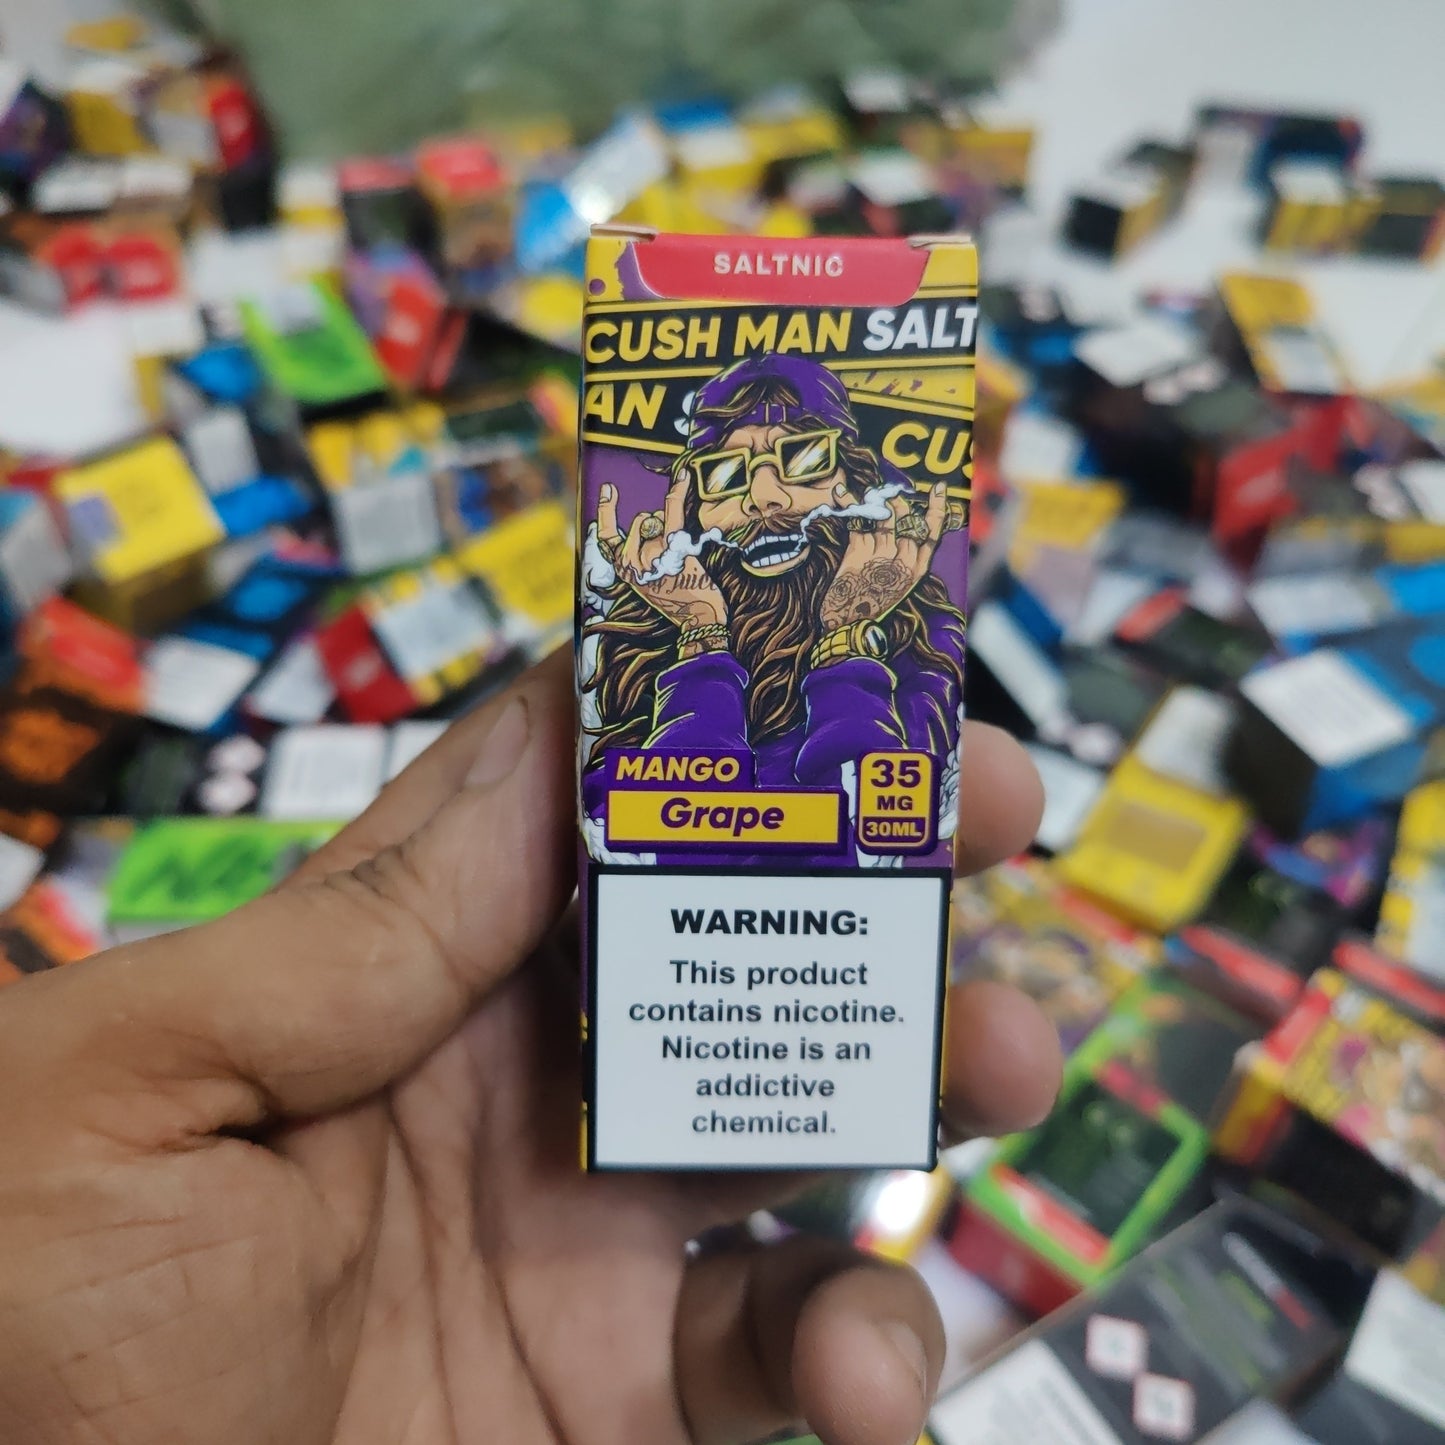 SALTNIC
CUSH MAN SALT
AN
CUS
MANGO
Grape
35
MG
30ML
WARNING:
This product
contains nicotine.
Nicotine is an
addictive
chemical.